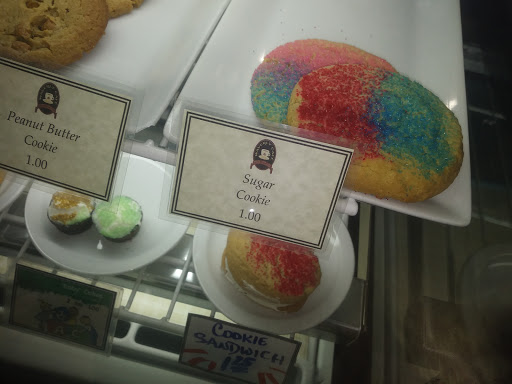 Peanut Butter
Cookie
1.00
Sugar
Cookie
1.00
COOKIE
SANDWICH